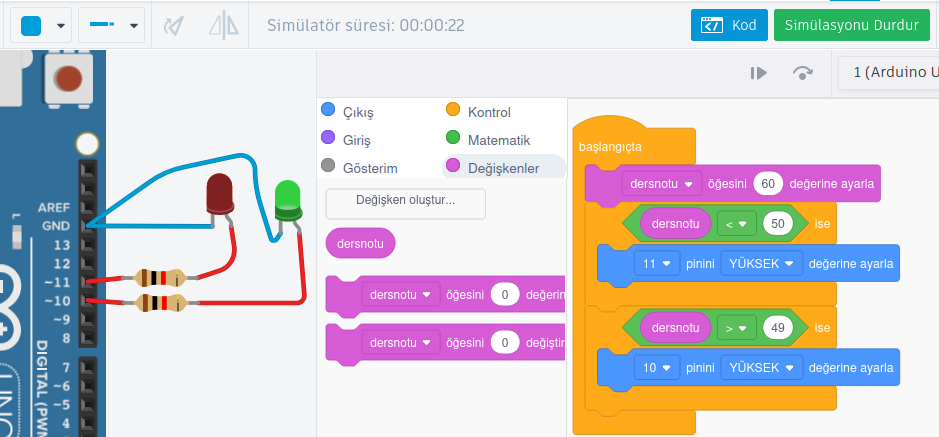 Simülatör süresi: 00:00:22
Kod
Simülasyonu Durdur
1 (Arduino U
Çıkış
Kontrol
Giriş
Matematik
Gösterim
Değişkenler
Değişken oluştur...
dersnotu
dersnotu öğesini 0 değerin
dersnotu öğesini 0 değiştir
başlangıçta
dersnotu öğesini 60 değerine ayarla
dersnotu < 50 ise
11 pinini YÜKSEK değerine ayarla
dersnotu > 49 ise
10 pinini YÜKSEK değerine ayarla
L
AREF
GND
13
12
~11
~10
~9
8
7
~6
~5
4
DIGITAL (PWM